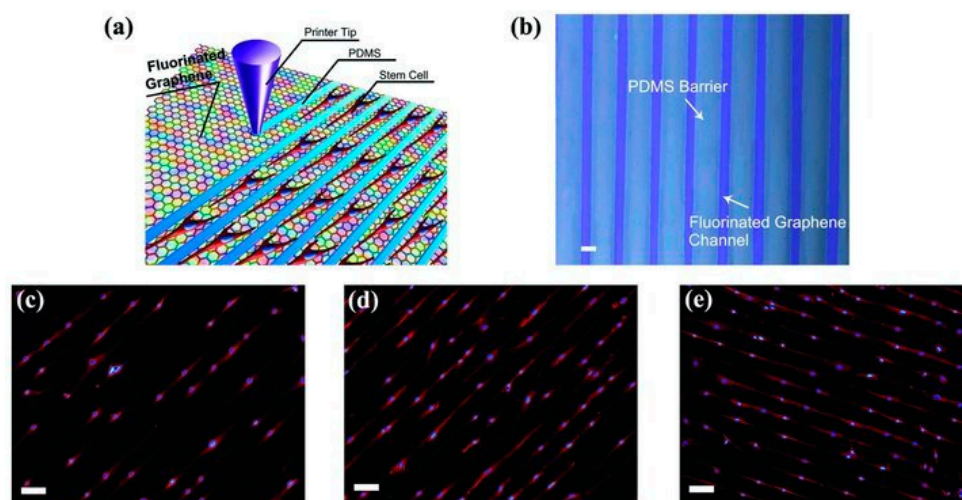 (a)
Printer Tip
PDMS
Stem Cell
Fluorinated
Graphene
(b)
PDMS Barrier
Fluorinated Graphene
Channel
(c)
(d)
(e)